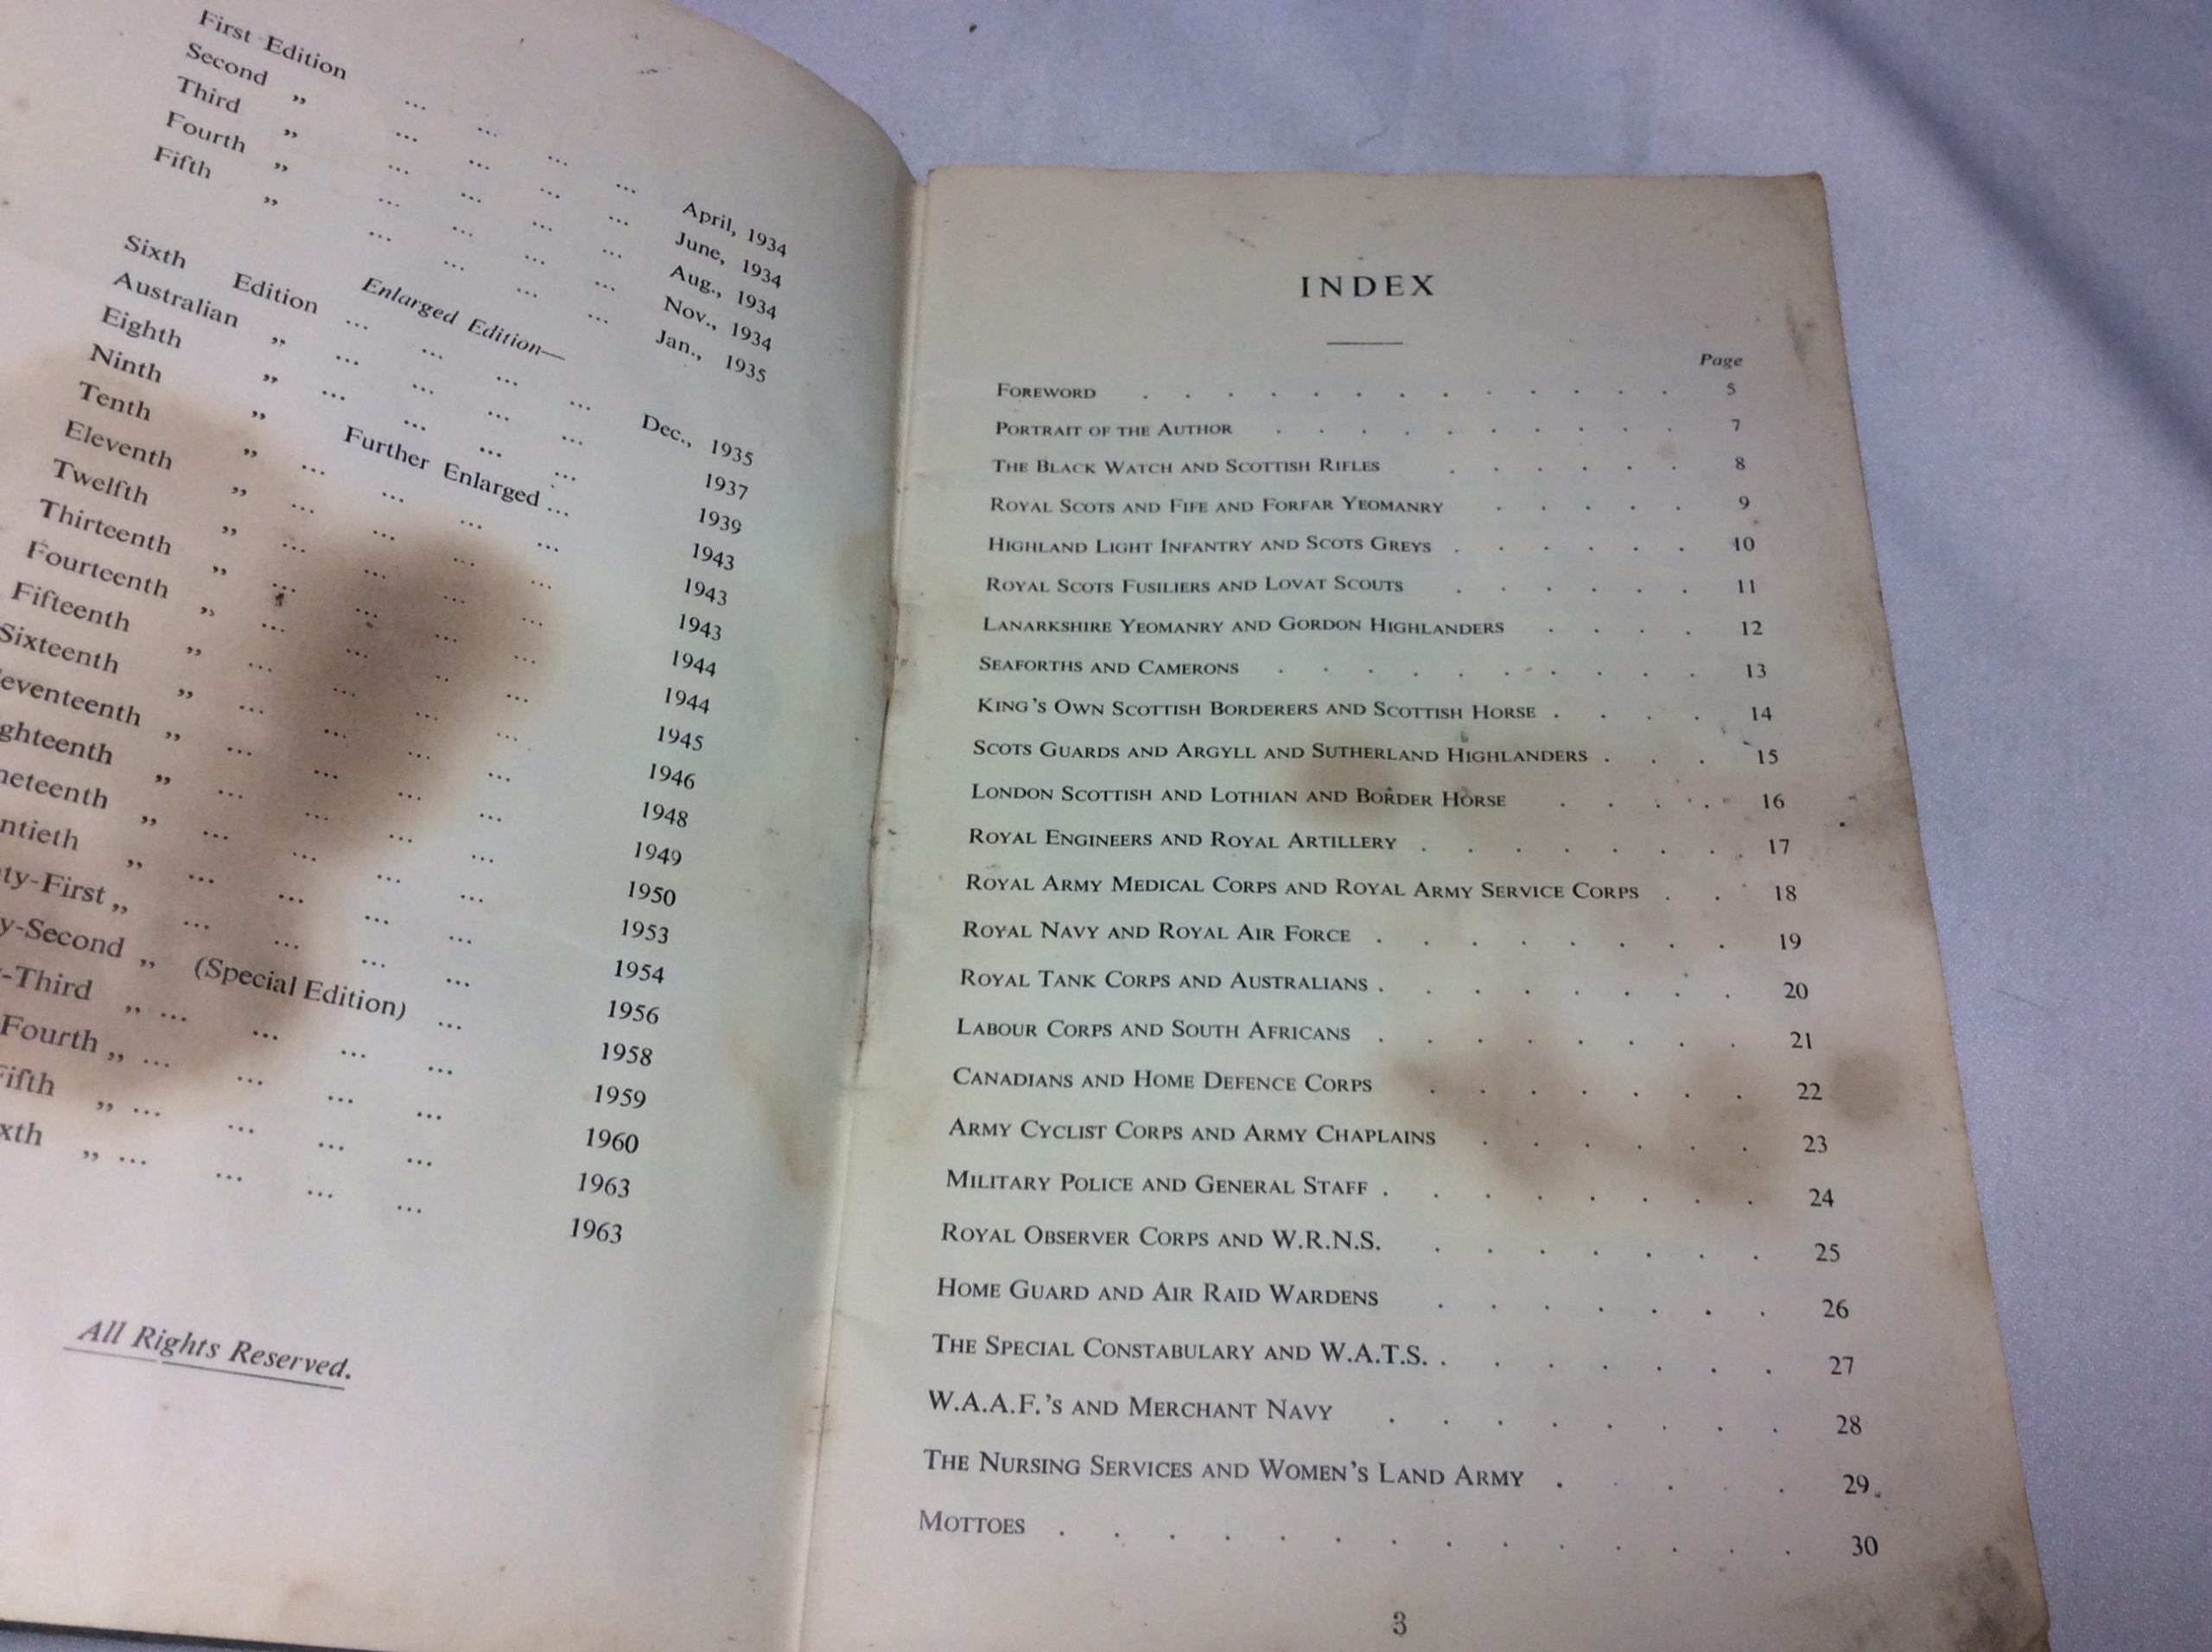 First Edition ... ... ... ... April, 1934
Second „ ... ... ... ... June, 1934
Third „ ... ... ... ... Aug., 1934
Fourth „ ... ... ... ... Nov., 1934
Fifth „ ... ... ... ... Jan., 1935
Enlarged Edition—
Sixth Edition ... ... ... ... Dec., 1935
Australian „ ... ... ... ... 1937
Eighth „ ... ... ... ... 1939
Ninth „ Further Enlarged ... 1943
Tenth „ ... ... ... ... 1943
Eleventh „ ... ... ... ... 1943
Twelfth „ ... ... ... ... 1944
Thirteenth „ ... ... ... ... 1944
Fourteenth „ ... ... ... ... 1945
Fifteenth „ ... ... ... ... 1946
Sixteenth „ ... ... ... ... 1948
eventeenth „ ... ... ... ... 1949
ghteenth „ ... ... ... ... 1950
neteenth „ ... ... ... ... 1953
ntieth „ ... ... ... ... 1954
ty-First „ ... ... ... ... 1956
y-Second „ (Special Edition) ... 1958
-Third „ ... ... ... ... 1959
Fourth „ ... ... ... ... 1960
Fifth „ ... ... ... ... 1963
xth „ ... ... ... ... 1963
All Rights Reserved.
INDEX
Page
Foreword . . . . . . . . . . . . . 5
Portrait of the Author . . . . . . . . . . 7
The Black Watch and Scottish Rifles . . . . . . 8
Royal Scots and Fife and Forfar Yeomanry . . . . . 9
Highland Light Infantry and Scots Greys . . . . . . 10
Royal Scots Fusiliers and Lovat Scouts . . . . . . 11
Lanarkshire Yeomanry and Gordon Highlanders . . . . 12
Seaforths and Camerons . . . . . . . . 13
King's Own Scottish Borderers and Scottish Horse . . . . 14
Scots Guards and Argyll and Sutherland Highlanders . . . 15
London Scottish and Lothian and Border Horse . . . . 16
Royal Engineers and Royal Artillery . . . . . . . 17
Royal Army Medical Corps and Royal Army Service Corps . . 18
Royal Navy and Royal Air Force . . . . . . . 19
Royal Tank Corps and Australians . . . . . . . . 20
Labour Corps and South Africans . . . . . . . 21
Canadians and Home Defence Corps . . . . . . . 22
Army Cyclist Corps and Army Chaplains . . . . . . 23
Military Police and General Staff . . . . . . . . 24
Royal Observer Corps and W.R.N.S. . . . . . . . 25
Home Guard and Air Raid Wardens . . . . . . . 26
The Special Constabulary and W.A.T.S. . . . . . . . 27
W.A.A.F.'s and Merchant Navy . . . . . . . . 28
The Nursing Services and Women's Land Army . . . . . 29
Mottoes . . . . . . . . . . . . . . 30
3